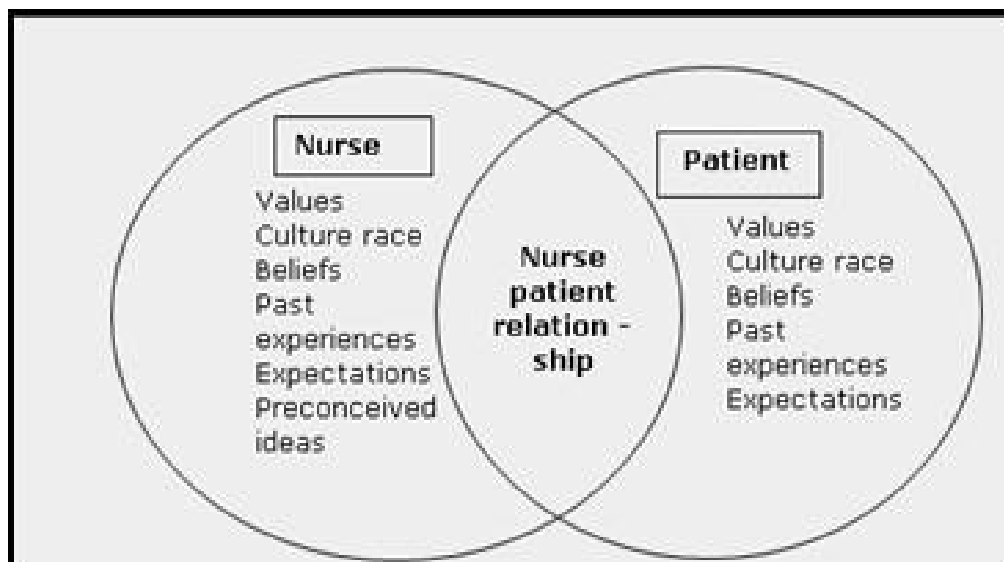 Nurse
Values
Culture race
Beliefs
Past
experiences
Expectations
Preconceived
ideas
Nurse
patient
relation -
ship
Patient
Values
Culture race
Beliefs
Past
experiences
Expectations